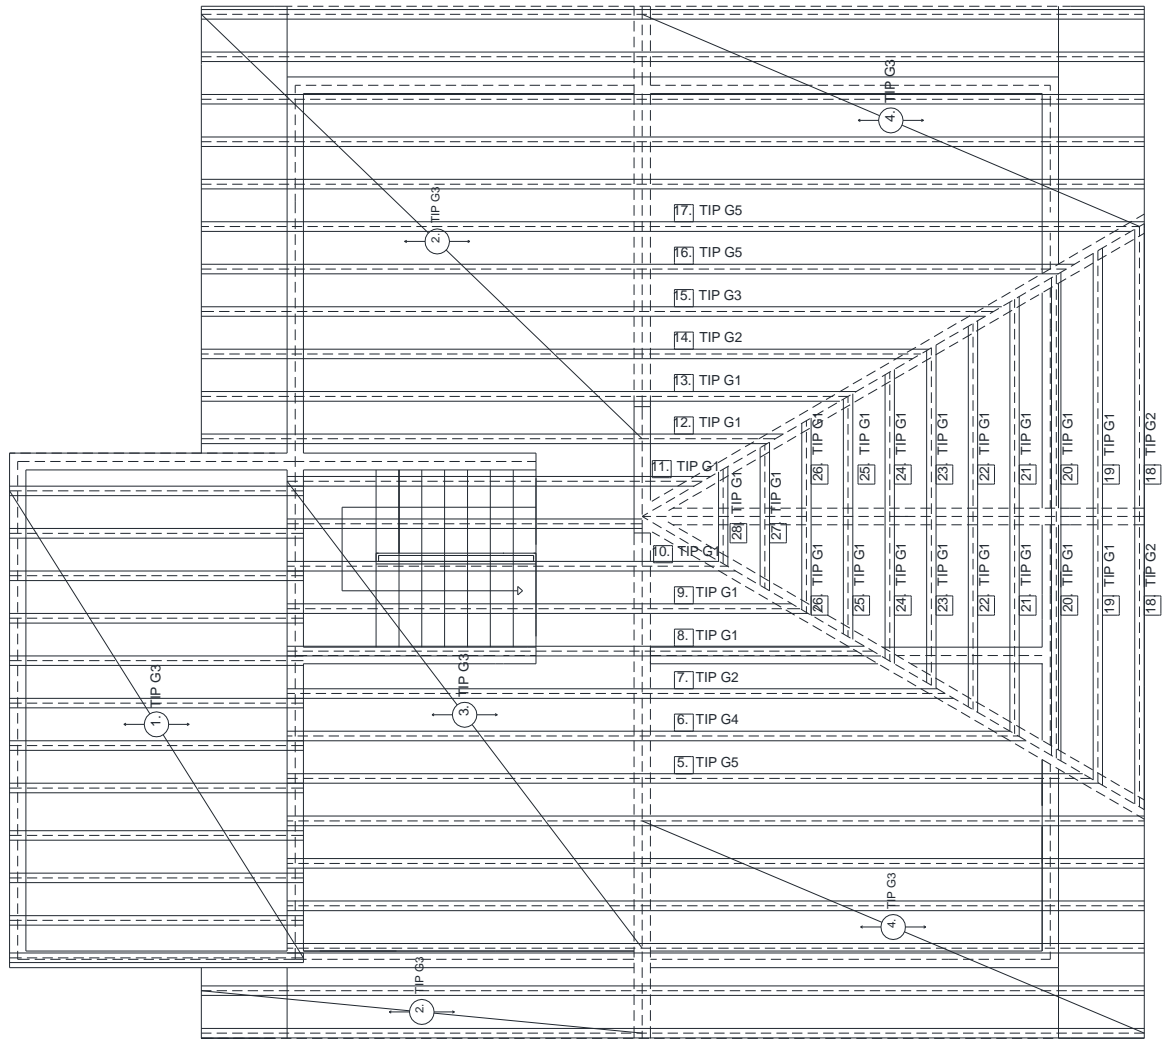 4. TIP G3
2. TIP G3
17. TIP G5
16. TIP G5
15. TIP G3
14. TIP G2
13. TIP G1
12. TIP G1
11. TIP G1
26. TIP G1
25. TIP G1
24. TIP G1
23. TIP G1
22. TIP G1
21. TIP G1
20. TIP G1
19. TIP G1
18. TIP G2
28. TIP G1
27. TIP G1
10. TIP G1
9. TIP G1
8. TIP G1
7. TIP G2
6. TIP G4
5. TIP G5
26. TIP G1
25. TIP G1
24. TIP G1
23. TIP G1
22. TIP G1
21. TIP G1
20. TIP G1
19. TIP G1
18. TIP G2
1. TIP G3
3. TIP G3
4. TIP G3
2. TIP G3